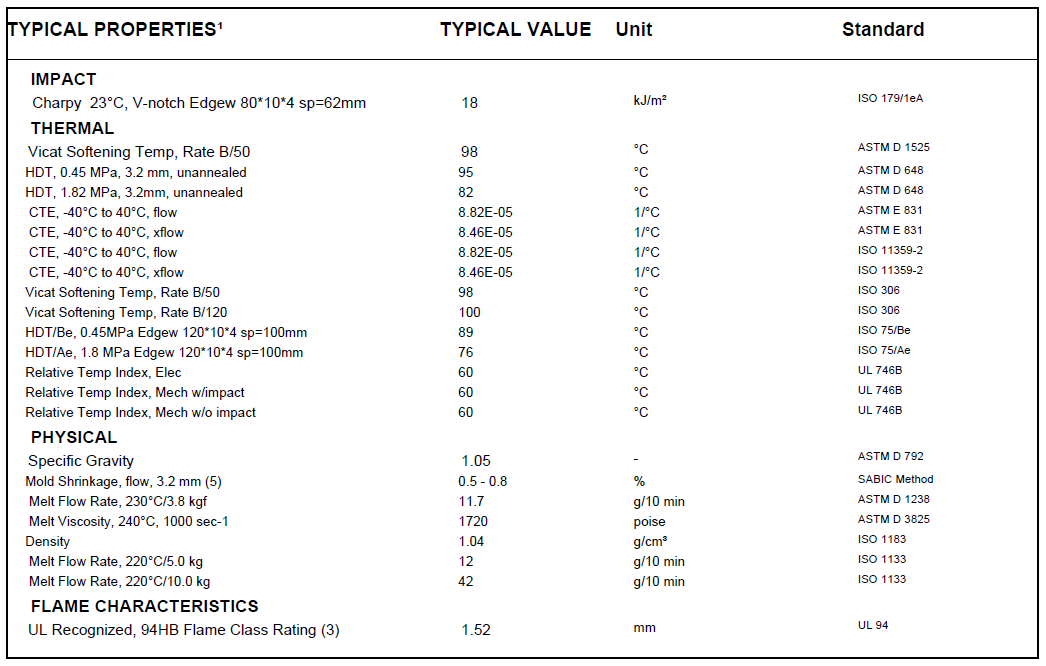 TYPICAL PROPERTIES¹ TYPICAL VALUE Unit Standard
IMPACT
Charpy 23°C, V-notch Edgew 80*10*4 sp=62mm 18 kJ/m² ISO 179/1eA
THERMAL
Vicat Softening Temp, Rate B/50 98 °C ASTM D 1525
HDT, 0.45 MPa, 3.2 mm, unannealed 95 °C ASTM D 648
HDT, 1.82 MPa, 3.2mm, unannealed 82 °C ASTM D 648
CTE, -40°C to 40°C, flow 8.82E-05 1/°C ASTM E 831
CTE, -40°C to 40°C, xflow 8.46E-05 1/°C ASTM E 831
CTE, -40°C to 40°C, flow 8.82E-05 1/°C ISO 11359-2
CTE, -40°C to 40°C, xflow 8.46E-05 1/°C ISO 11359-2
Vicat Softening Temp, Rate B/50 98 °C ISO 306
Vicat Softening Temp, Rate B/120 100 °C ISO 306
HDT/Be, 0.45MPa Edgew 120*10*4 sp=100mm 89 °C ISO 75/Be
HDT/Ae, 1.8 MPa Edgew 120*10*4 sp=100mm 76 °C ISO 75/Ae
Relative Temp Index, Elec 60 °C UL 746B
Relative Temp Index, Mech w/impact 60 °C UL 746B
Relative Temp Index, Mech w/o impact 60 °C UL 746B
PHYSICAL
Specific Gravity 1.05 - ASTM D 792
Mold Shrinkage, flow, 3.2 mm (5) 0.5 - 0.8 % SABIC Method
Melt Flow Rate, 230°C/3.8 kgf 11.7 g/10 min ASTM D 1238
Melt Viscosity, 240°C, 1000 sec-1 1720 poise ASTM D 3825
Density 1.04 g/cm³ ISO 1183
Melt Flow Rate, 220°C/5.0 kg 12 g/10 min ISO 1133
Melt Flow Rate, 220°C/10.0 kg 42 g/10 min ISO 1133
FLAME CHARACTERISTICS
UL Recognized, 94HB Flame Class Rating (3) 1.52 mm UL 94